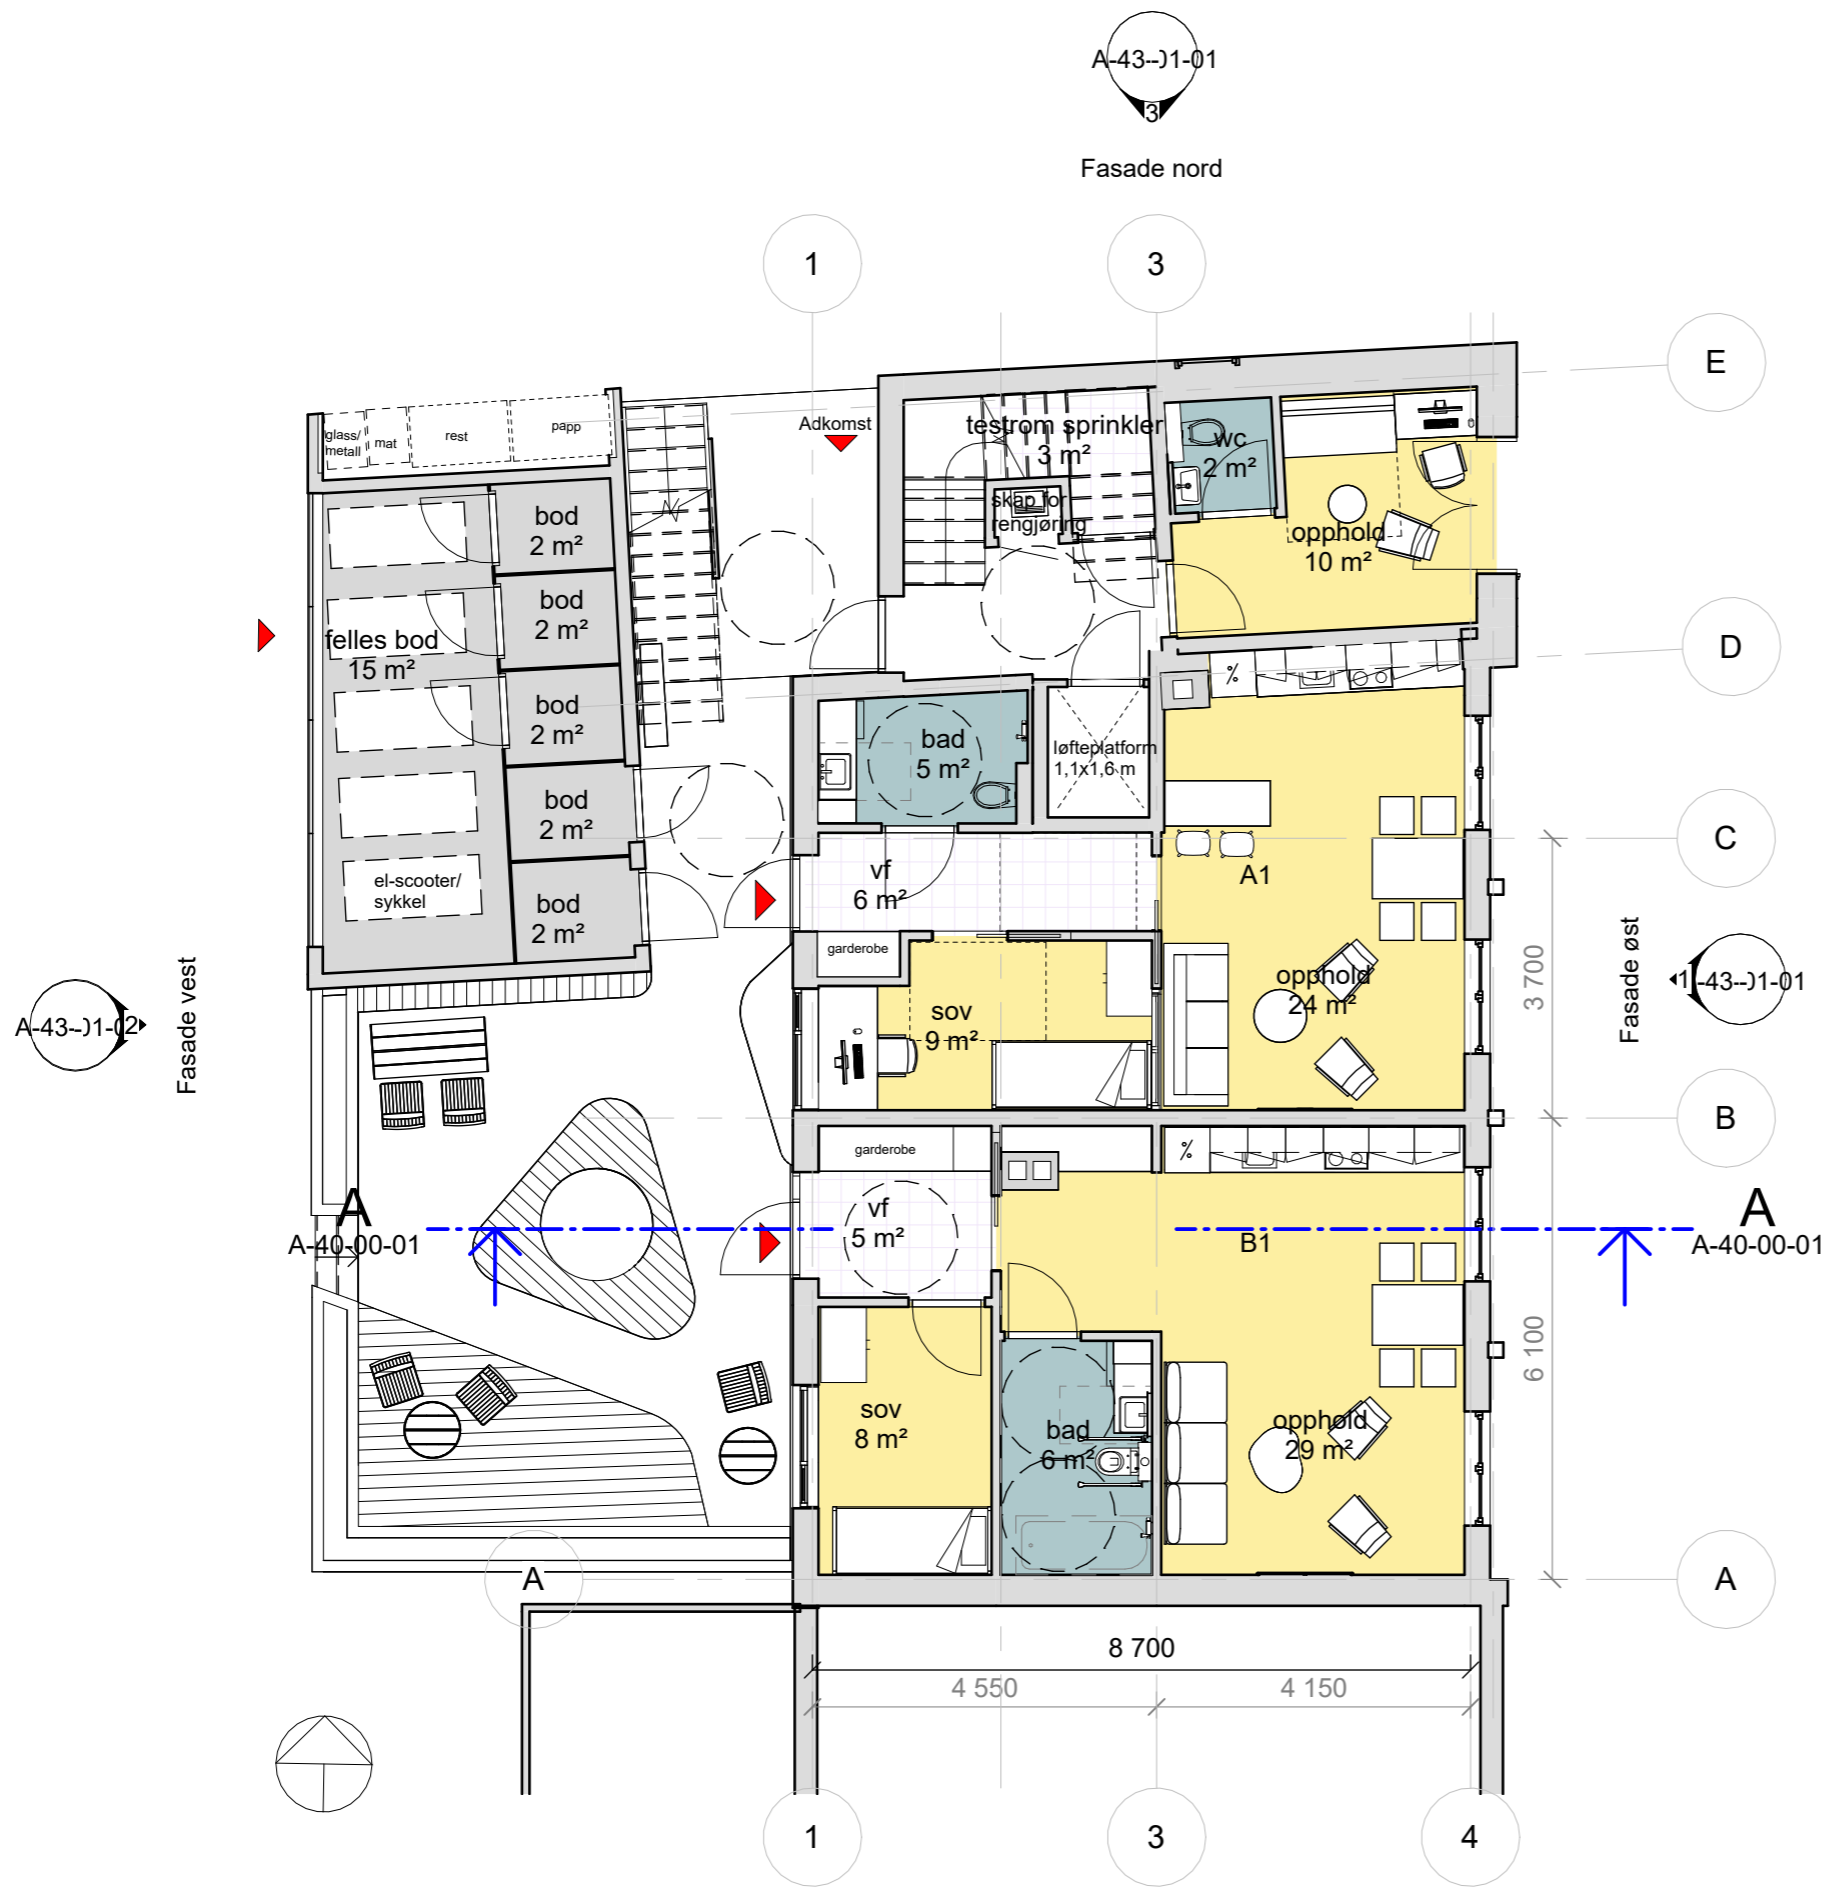 A-43--01-01
3
Fasade nord
1
3
E
Adkomst
glass/
metall
mat
rest
papp
testrom sprinkler
3 m²
wc
2 m²
skap for
rengjøring
bod
2 m²
opphold
10 m²
bod
2 m²
felles bod
15 m²
D
%
bod
2 m²
bad
5 m²
løfteplatform
1,1x1,6 m
bod
2 m²
C
el-scooter/
sykkel
vf
6 m²
A1
bod
2 m²
garderobe
opphold
24 m²
3 700
Fasade øst
1
-43--01-01
Fasade vest
A-43--01-02
sov
9 m²
B
garderobe
%
A
A-40-00-01
vf
5 m²
B1
A
A-40-00-01
6 100
sov
8 m²
bad
6 m²
opphold
29 m²
A
A
8 700
4 550
4 150
1
3
4